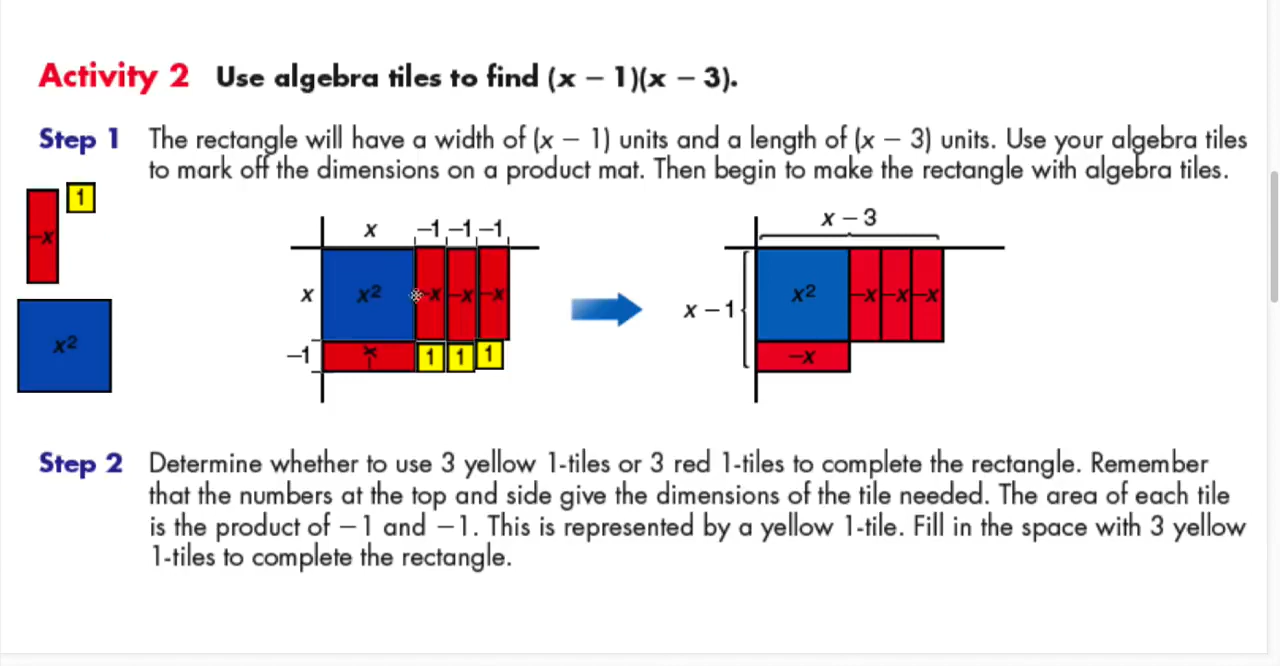 Activity 2 Use algebra tiles to find (x − 1)(x − 3).
Step 1 The rectangle will have a width of (x − 1) units and a length of (x − 3) units. Use your algebra tiles
to mark off the dimensions on a product mat. Then begin to make the rectangle with algebra tiles.
1
−x
x²
x −1 −1 −1
x x² −x −x −x
−1 −x 1 1 1
x − 3
x − 1 x² −x −x −x
−x
Step 2 Determine whether to use 3 yellow 1-tiles or 3 red 1-tiles to complete the rectangle. Remember
that the numbers at the top and side give the dimensions of the tile needed. The area of each tile
is the product of −1 and −1. This is represented by a yellow 1-tile. Fill in the space with 3 yellow
1-tiles to complete the rectangle.